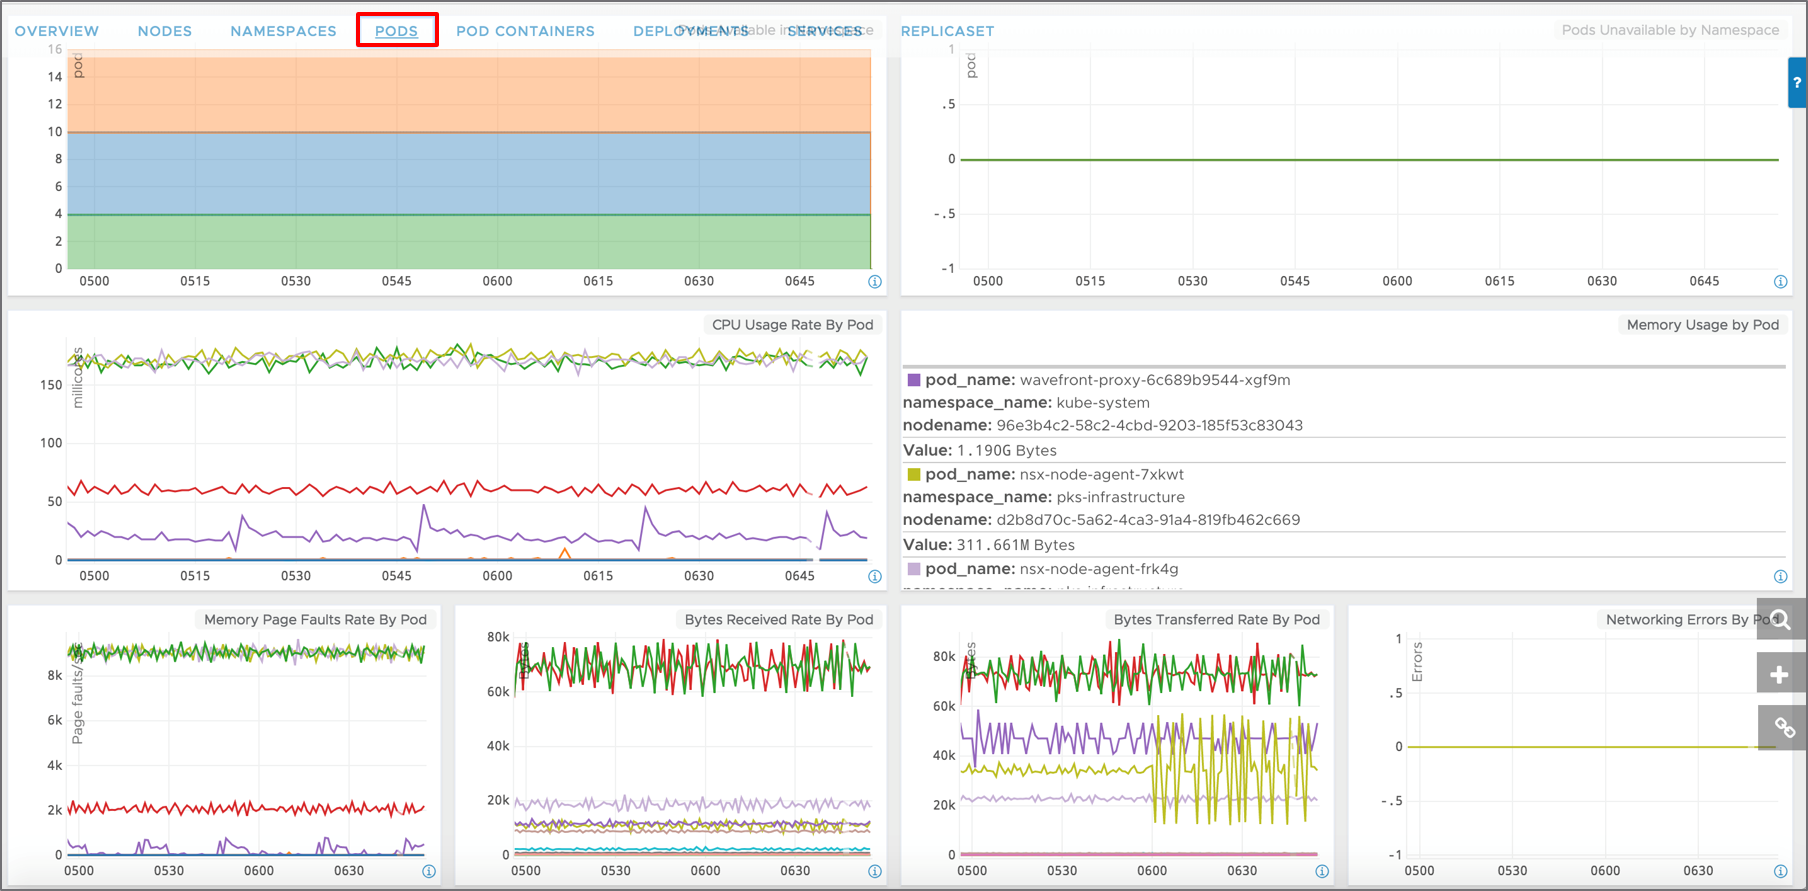 OVERVIEW NODES NAMESPACES PODS POD CONTAINERS DEPLOYMENTS SERVICES REPLICASET
Pods Available in Namespace
Pods Unavailable by Namespace
16
14
12
10
8
6
4
2
0
pod
0500 0515 0530 0545 0600 0615 0630 0645
1
.5
0
-.5
-1
pod
0500 0515 0530 0545 0600 0615 0630 0645
?
CPU Usage Rate By Pod
millicores
150
100
50
0
0500 0515 0530 0545 0600 0615 0630 0645
Memory Usage by Pod
pod_name: wavefront-proxy-6c689b9544-xgf9m
namespace_name: kube-system
nodename: 96e3b4c2-58c2-4cbd-9203-185f53c83043
Value: 1.190G Bytes
pod_name: nsx-node-agent-7xkwt
namespace_name: pks-infrastructure
nodename: d2b8d70c-5a62-4ca3-91a4-819fb462c669
Value: 311.661M Bytes
pod_name: nsx-node-agent-frk4g
Memory Page Faults Rate By Pod
Page faults/sec
8k
6k
4k
2k
0
0500 0530 0600 0630
Bytes Received Rate By Pod
Bytes
80k
60k
40k
20k
0
0500 0530 0600 0630
Bytes Transferred Rate By Pod
Bytes
80k
60k
40k
20k
0
0500 0530 0600 0630
Networking Errors By Pod
Errors
1
.5
0
-.5
-1
0500 0530 0600 0630